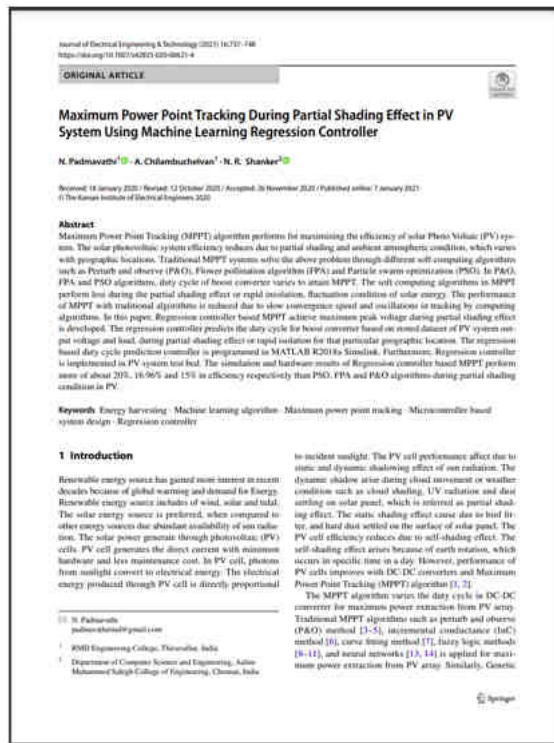 Journal of Electrical Engineering & Technology (2021) 16:737–748
https://doi.org/10.1007/s42835-020-00621-4
ORIGINAL ARTICLE
Maximum Power Point Tracking During Partial Shading Effect in PV
System Using Machine Learning Regression Controller
N. Padmavathi1 · A. Chilambuchelvan1 · N. R. Shanker2
Received: 18 January 2020 / Revised: 12 October 2020 / Accepted: 26 November 2020 / Published online: 7 January 2021
© The Korean Institute of Electrical Engineers 2020
Abstract
Maximum Power Point Tracking (MPPT) algorithm performs for maximizing the efficiency of solar Photo Voltaic (PV) sys-
tem. The solar photovoltaic system efficiency reduces due to partial shading and ambient atmospheric condition, which varies
with geographic locations. Traditional MPPT systems solve the above problem through different soft computing algorithms
such as Perturb and observe (P&O), Flower pollination algorithm (FPA) and Particle swarm optimization (PSO). In P&O,
FPA and PSO algorithms, duty cycle of boost converter varies to attain MPPT. The soft computing algorithms in MPPT
perform less during the partial shading effect or rapid insolation, fluctuation condition of solar energy. The performance
of MPPT with traditional algorithms is reduced due to slow convergence speed and oscillations in tracking by computing
algorithms. In this paper, Regression controller based MPPT achieve maximum peak voltage during partial shading effect
is developed. The regression controller predicts the duty cycle for boost converter based on stored dataset of PV system out-
put voltage and load, during partial shading effect or rapid isolation for that particular geographic location. The regression
based duty cycle prediction controller is programmed in MATLAB R2018a Simulink. Furthermore, Regression controller
is implemented in PV system test bed. The simulation and hardware results of Regression controller based MPPT perform
more of about 20%, 16.96% and 15% in efficiency respectively than PSO, FPA and P&O algorithms during partial shading
condition in PV.
Keywords Energy harvesting · Machine learning algorithm · Maximum power point tracking · Microcontroller based
system design · Regression controller
1 Introduction
Renewable energy source has gained more interest in recent
decades because of global warming and demand for Energy.
Renewable energy source includes of wind, solar and tidal.
The solar energy source is preferred, when compared to
other energy sources due abundant availability of sun radia-
tion. The solar power generate through photovoltaic (PV)
cells. PV cell generates the direct current with minimum
hardware and less maintenance cost. In PV cell, photons
from sunlight convert to electrical energy. The electrical
energy produced through PV cell is directly proportional
N. Padmavathi
1 RMD Engineering College, Thiruvallur, India
2 Department of Computer Science and Engineering, Aalim
Muhammed Salegh College of Engineering, Chennai, India
to incident sunlight. The PV cell performance affect due to
static and dynamic shadowing effect of sun radiation. The
dynamic shadow arise during cloud movement or weather
condition such as cloud shading, UV radiation and dust
settling on solar panel, which is referred as partial shad-
ing effect. The static shading effect cause due to bird lit-
ter, and hard dust settled on the surface of solar panel. The
PV cell efficiency reduces due to self-shading effect. The
self-shading effect arises because of earth rotation, which
occurs in specific time in a day. However, performance of
PV cells improves with DC-DC converters and Maximum
Power Point Tracking (MPPT) algorithm [1, 2].
The MPPT algorithm varies the duty cycle in DC-DC
converter for maximum power extraction from PV array.
Traditional MPPT algorithms such as perturb and observe
(P&O) method [3–5], incremental conductance (InC)
method [6], curve fitting method [7], fuzzy logic methods
[8–11], and neural networks [13, 14] is applied for maxi-
mum power extraction from PV array. Similarly, Genetic
Springer